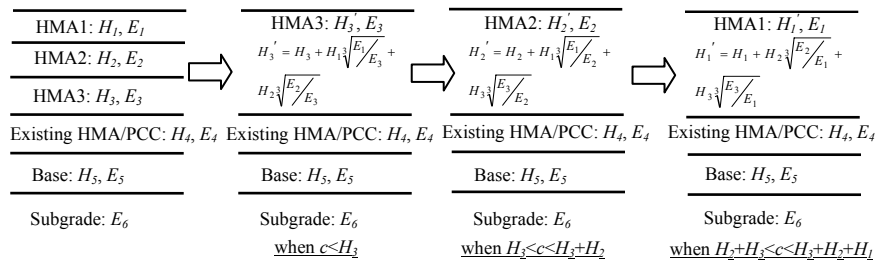 HMA1: H1, E1
HMA2: H2, E2
HMA3: H3, E3
Existing HMA/PCC: H4, E4
Base: H5, E5
Subgrade: E6
HMA3: H3', E3
H3' = H3 + H1 ∛(E1/E3) +
H2 ∛(E2/E3)
Existing HMA/PCC: H4, E4
Base: H5, E5
Subgrade: E6
when c<H3
HMA2: H2', E2
H2' = H2 + H1 ∛(E1/E2) +
H3 ∛(E3/E2)
Existing HMA/PCC: H4, E4
Base: H5, E5
Subgrade: E6
when H3<c<H3+H2
HMA1: H1', E1
H1' = H1 + H2 ∛(E2/E1) +
H3 ∛(E3/E1)
Existing HMA/PCC: H4, E4
Base: H5, E5
Subgrade: E6
when H2+H3<c<H3+H2+H1